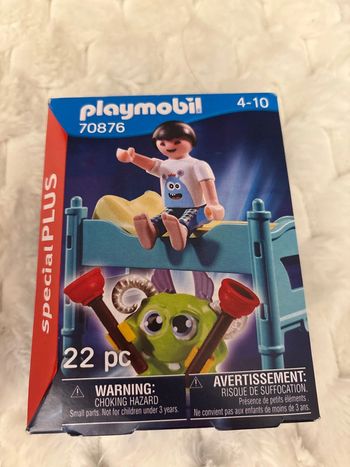 playmobil
70876
4-10
specialPLUS
22 pc
WARNING:
CHOKING HAZARD
Small parts. Not for children under 3 years.
AVERTISSEMENT:
RISQUE DE SUFFOCATION.
Présence de petits éléments.
Ne convient pas aux enfants de moins de 3 ans.